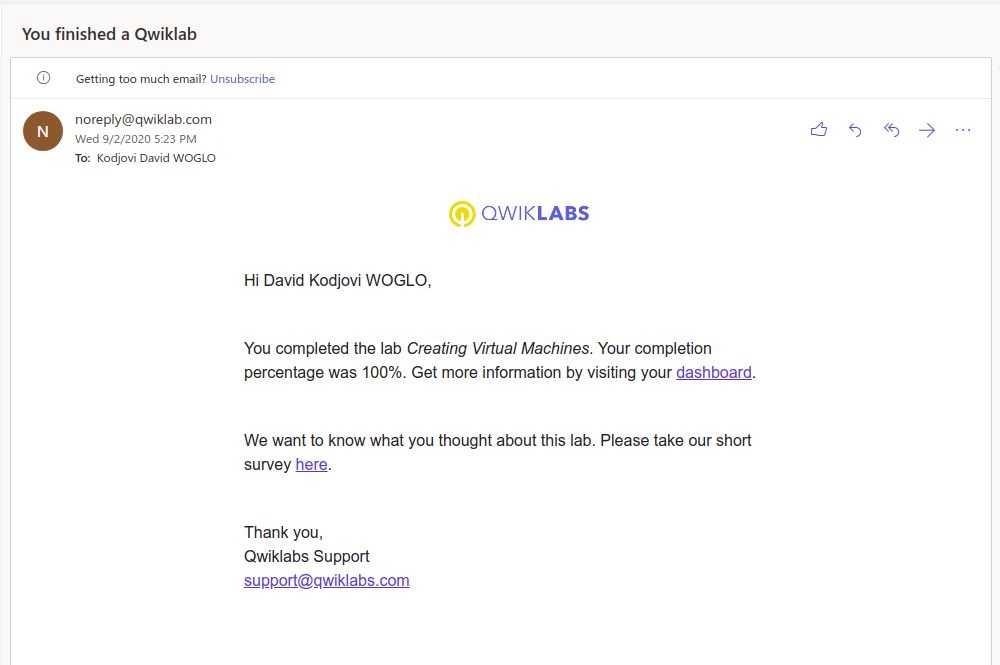 You finished a Qwiklab
Getting too much email? Unsubscribe
N
noreply@qwiklab.com
Wed 9/2/2020 5:23 PM
To: Kodjovi David WOGLO
QWIKLABS
Hi David Kodjovi WOGLO,
You completed the lab Creating Virtual Machines. Your completion
percentage was 100%. Get more information by visiting your dashboard.
We want to know what you thought about this lab. Please take our short
survey here.
Thank you,
Qwiklabs Support
support@qwiklabs.com